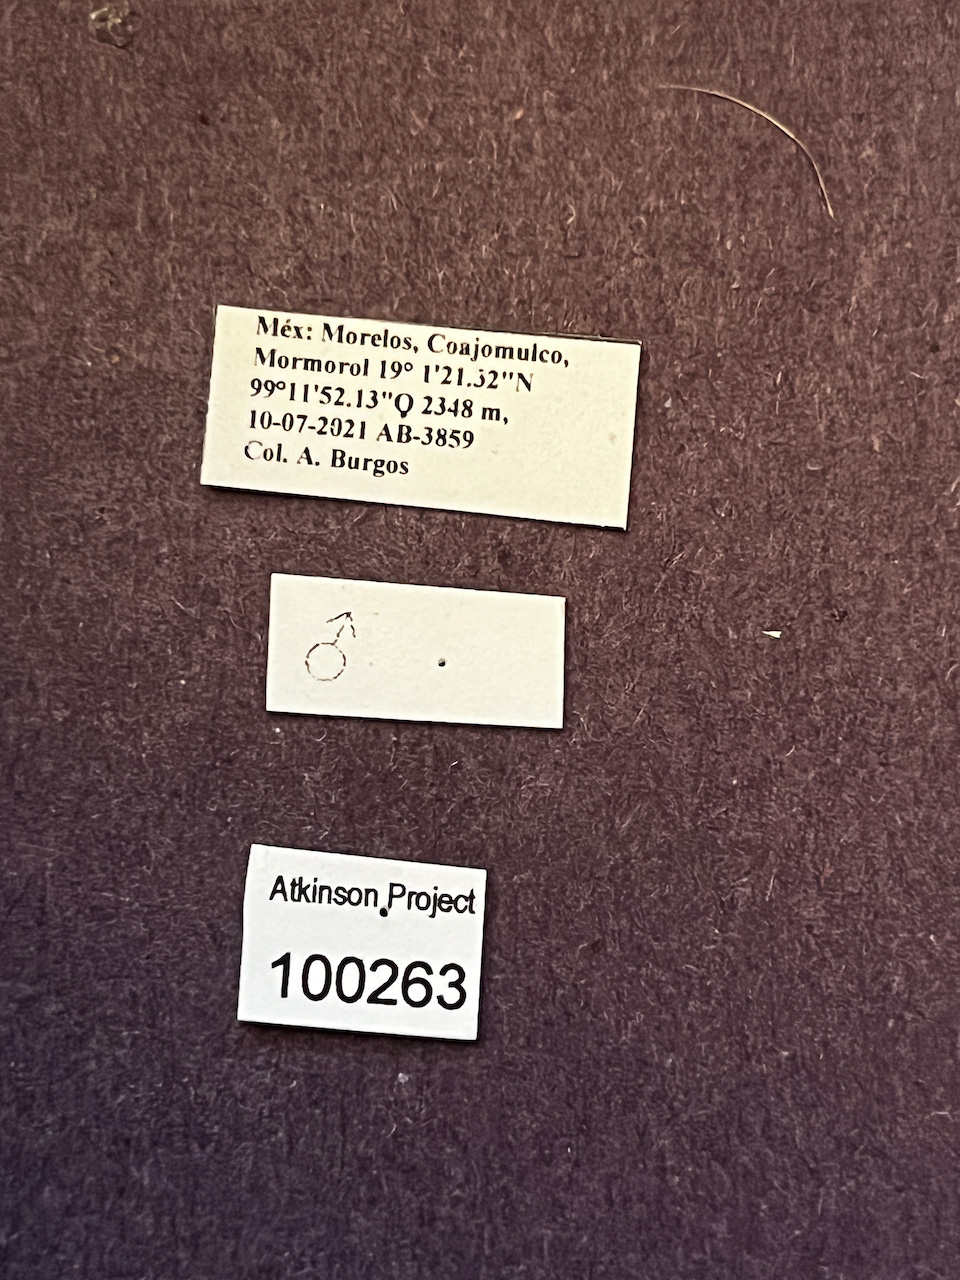 Méx: Morelos, Coajomulco,
Mormorol 19° 1'21.52"N
99°11'52.13"O 2348 m,
10-07-2021 AB-3859
Col. A. Burgos
♂
Atkinson Project
100263